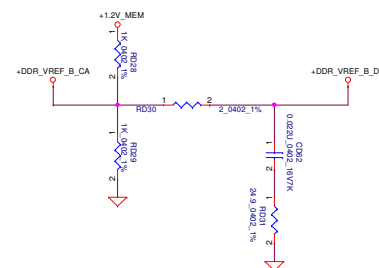 +1.2V_MEM
1
RD28
1K_0402_1%
2
+DDR_VREF_B_CA
+DDR_VREF_B_D
RD30
1
2
2_0402_1%
1
RD29
1K_0402_1%
2
1
CD62
0.022U_0402_16V7K
2
1
RD31
24.9_0402_1%
2